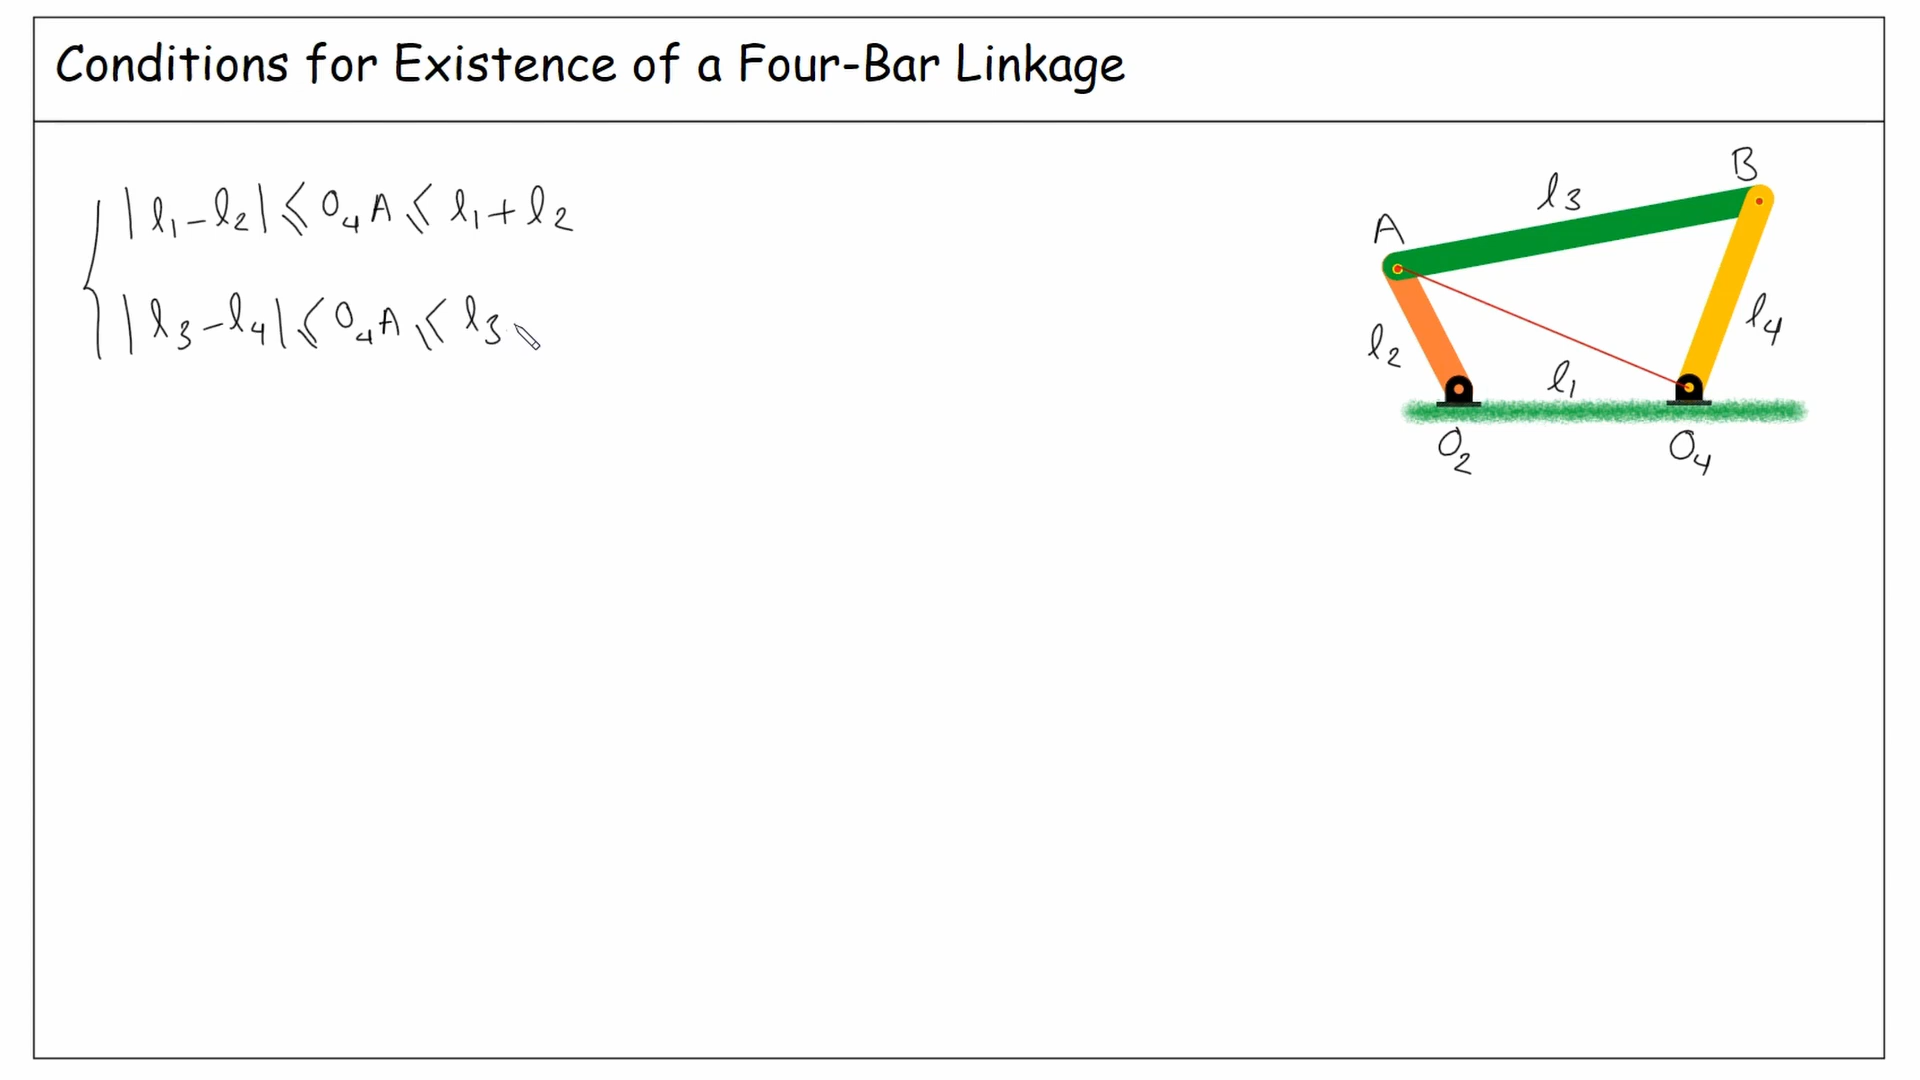 Conditions for Existence of a Four-Bar Linkage
|l₁-l₂| ⩽ O₄A ⩽ l₁+l₂
|l₃-l₄| ⩽ O₄A ⩽ l₃
B
l₃
A
l₄
l₂
l₁
O₂
O₄